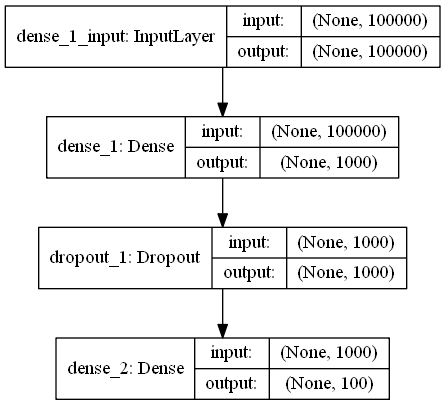 dense_1_input: InputLayer
input: (None, 100000)
output: (None, 100000)
dense_1: Dense
input: (None, 100000)
output: (None, 1000)
dropout_1: Dropout
input: (None, 1000)
output: (None, 1000)
dense_2: Dense
input: (None, 1000)
output: (None, 100)